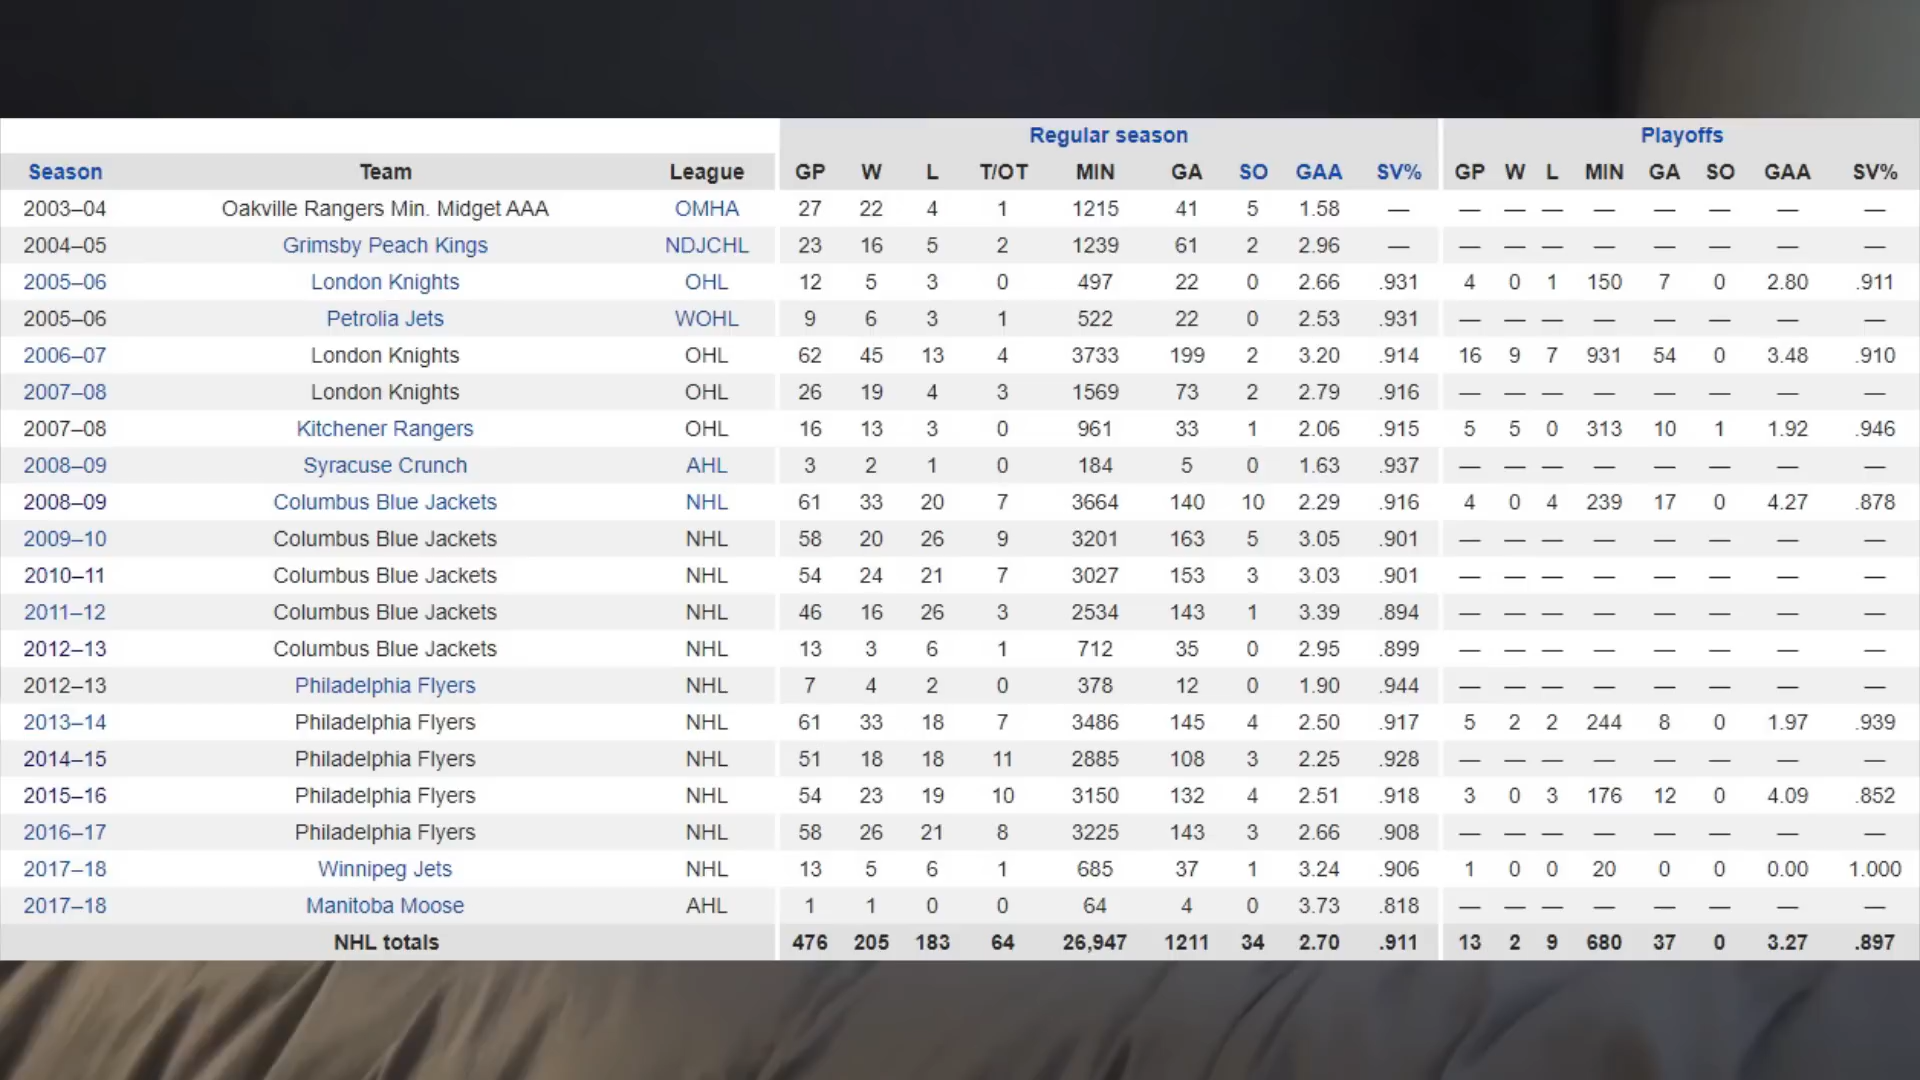 Regular season Playoffs
Season Team League GP W L T/OT MIN GA SO GAA SV% GP W L MIN GA SO GAA SV%
2003–04 Oakville Rangers Min. Midget AAA OMHA 27 22 4 1 1215 41 5 1.58 — — — — — — — — —
2004–05 Grimsby Peach Kings NDJCHL 23 16 5 2 1239 61 2 2.96 — — — — — — — — —
2005–06 London Knights OHL 12 5 3 0 497 22 0 2.66 .931 4 0 1 150 7 0 2.80 .911
2005–06 Petrolia Jets WOHL 9 6 3 1 522 22 0 2.53 .931 — — — — — — — —
2006–07 London Knights OHL 62 45 13 4 3733 199 2 3.20 .914 16 9 7 931 54 0 3.48 .910
2007–08 London Knights OHL 26 19 4 3 1569 73 2 2.79 .916 — — — — — — — —
2007–08 Kitchener Rangers OHL 16 13 3 0 961 33 1 2.06 .915 5 5 0 313 10 1 1.92 .946
2008–09 Syracuse Crunch AHL 3 2 1 0 184 5 0 1.63 .937 — — — — — — — —
2008–09 Columbus Blue Jackets NHL 61 33 20 7 3664 140 10 2.29 .916 4 0 4 239 17 0 4.27 .878
2009–10 Columbus Blue Jackets NHL 58 20 26 9 3201 163 5 3.05 .901 — — — — — — — —
2010–11 Columbus Blue Jackets NHL 54 24 21 7 3027 153 3 3.03 .901 — — — — — — — —
2011–12 Columbus Blue Jackets NHL 46 16 26 3 2534 143 1 3.39 .894 — — — — — — — —
2012–13 Columbus Blue Jackets NHL 13 3 6 1 712 35 0 2.95 .899 — — — — — — — —
2012–13 Philadelphia Flyers NHL 7 4 2 0 378 12 0 1.90 .944 — — — — — — — —
2013–14 Philadelphia Flyers NHL 61 33 18 7 3486 145 4 2.50 .917 5 2 2 244 8 0 1.97 .939
2014–15 Philadelphia Flyers NHL 51 18 18 11 2885 108 3 2.25 .928 — — — — — — — —
2015–16 Philadelphia Flyers NHL 54 23 19 10 3150 132 4 2.51 .918 3 0 3 176 12 0 4.09 .852
2016–17 Philadelphia Flyers NHL 58 26 21 8 3225 143 3 2.66 .908 — — — — — — — —
2017–18 Winnipeg Jets NHL 13 5 6 1 685 37 1 3.24 .906 1 0 0 20 0 0 0.00 1.000
2017–18 Manitoba Moose AHL 1 1 0 0 64 4 0 3.73 .818 — — — — — — — —
NHL totals 476 205 183 64 26,947 1211 34 2.70 .911 13 2 9 680 37 0 3.27 .897